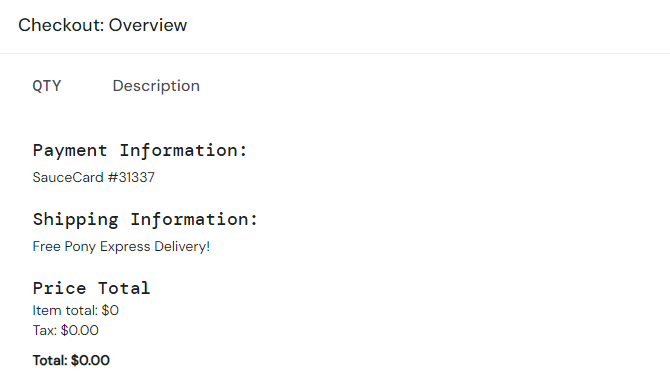 Checkout: Overview
QTY Description
Payment Information:
SauceCard #31337
Shipping Information:
Free Pony Express Delivery!
Price Total
Item total: $0
Tax: $0.00
Total: $0.00